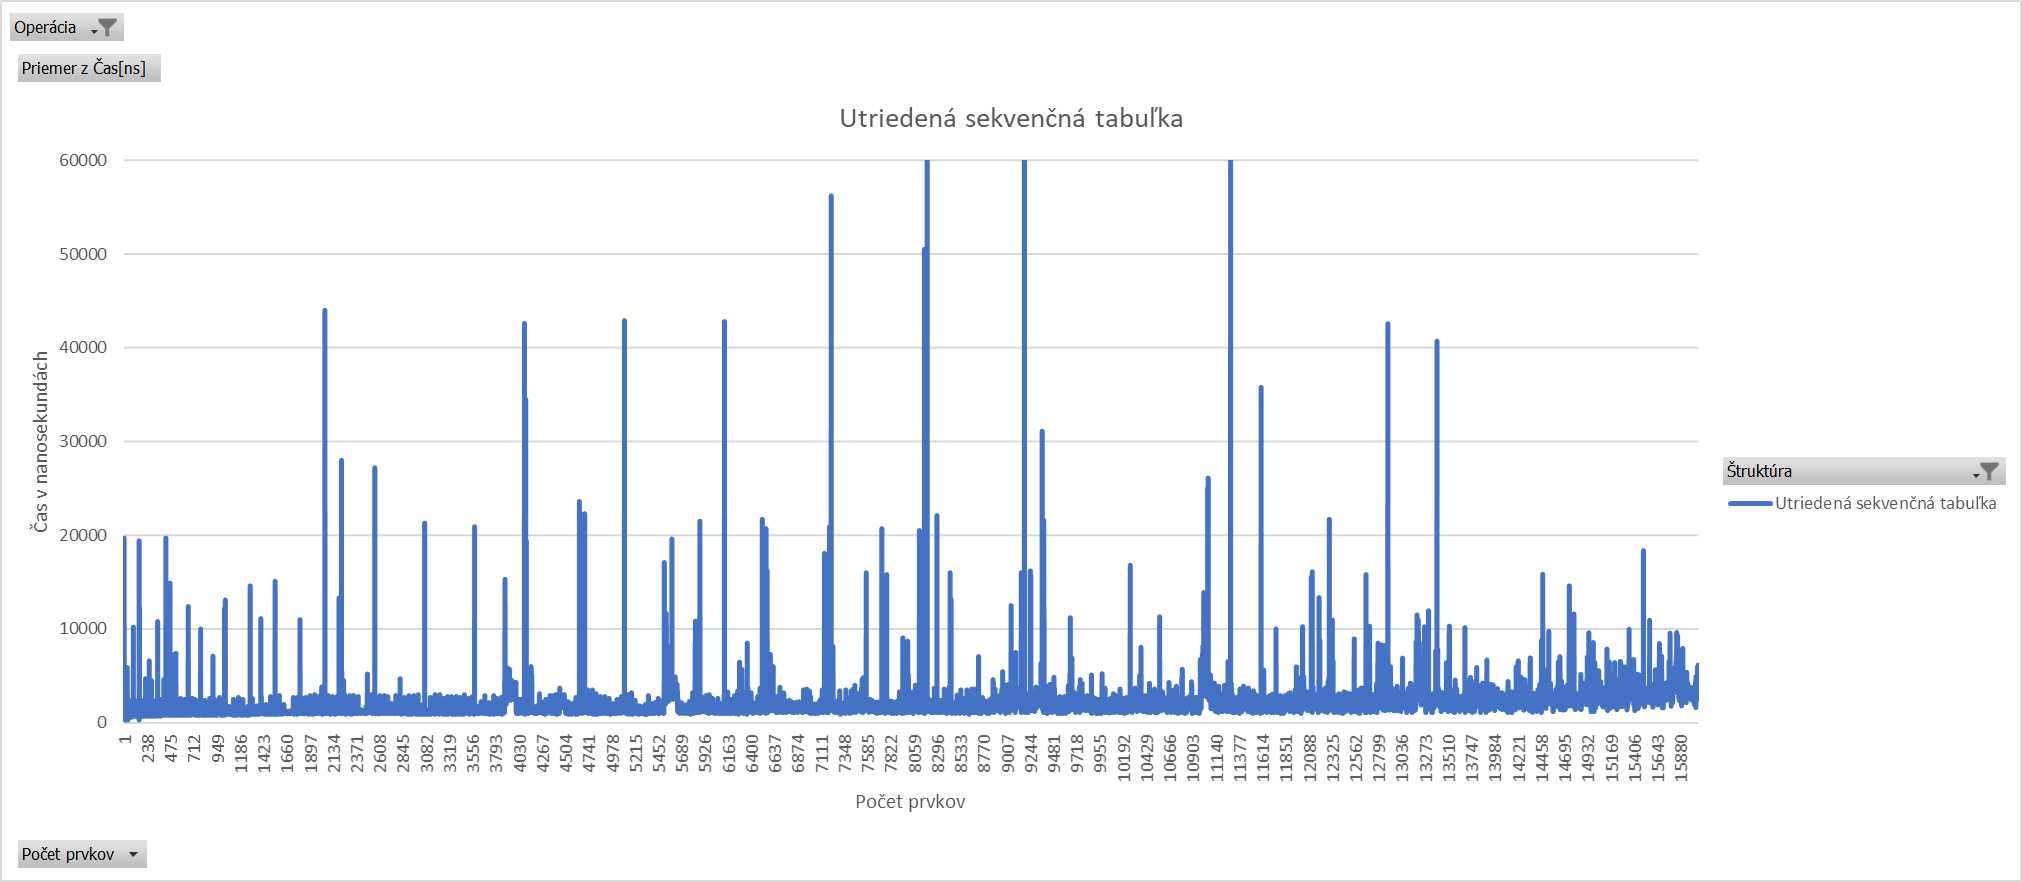 Operácia
Priemer z Čas[ns]
Utriedená sekvenčná tabuľka
60000
50000
40000
30000
20000
10000
0
Čas v nanosekundách
1 238 475 712 949 1186 1423 1660 1897 2134 2371 2608 2845 3082 3319 3556 3793 4030 4267 4504 4741 4978 5215 5452 5689 5926 6163 6400 6637 6874 7111 7348 7585 7822 8059 8296 8533 8770 9007 9244 9481 9718 9955 10192 10429 10666 10903 11140 11377 11614 11851 12088 12325 12562 12799 13036 13273 13510 13747 13984 14221 14458 14695 14932 15169 15406 15643 15880
Počet prvkov
Štruktúra
Utriedená sekvenčná tabuľka
Počet prvkov